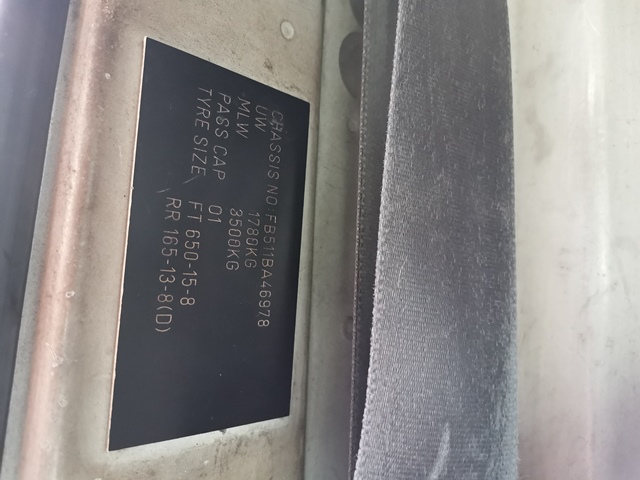 CHASSIS NO.FB511BA46978
UW 1780KG
MLW 3500KG
PASS CAP 01
TYRE SIZE FT 650-15-8
RR 165-13-8(D)